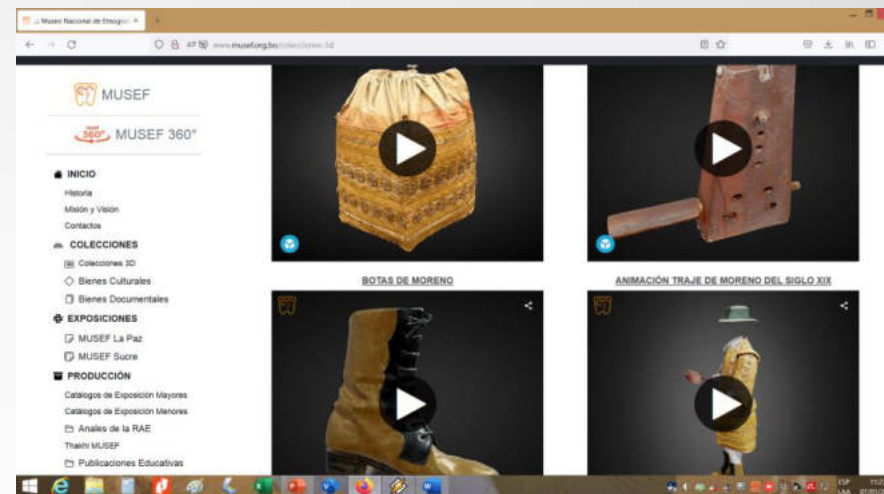 Museo Nacional de Etnograf
www.musef.org.bo/colecciones-3d
MUSEF
MUSEF 360°
INICIO
Historia
Misión y Visión
Contactos
COLECCIONES
Colecciones 3D
Bienes Culturales
Bienes Documentales
EXPOSICIONES
MUSEF La Paz
MUSEF Sucre
PRODUCCIÓN
Catálogos de Exposición Mayores
Catálogos de Exposición Menores
Anales de la RAE
Thakhi MUSEF
Publicaciones Educativas
BOTAS DE MORENO
ANIMACIÓN TRAJE DE MORENO DEL SIGLO XIX
ESP
LAA